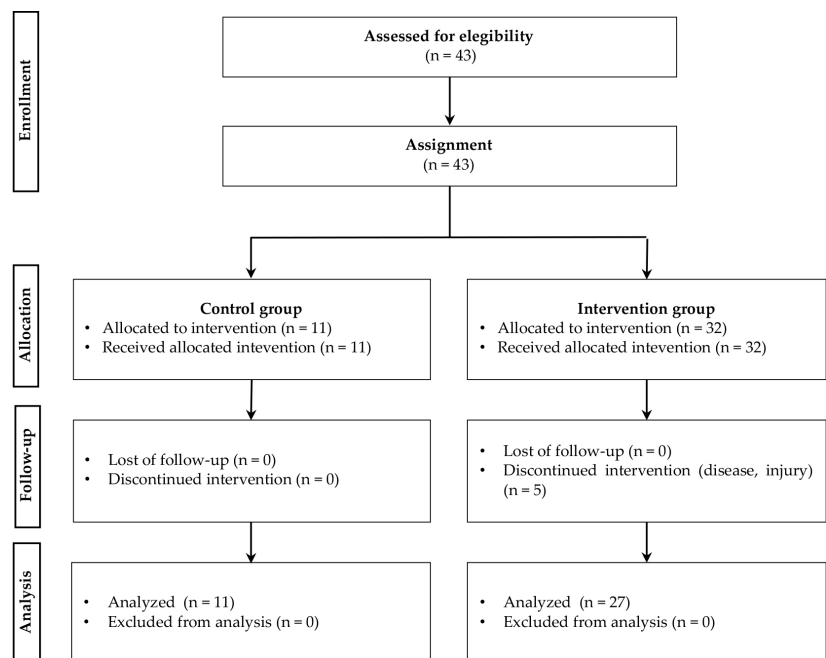 Enrollment
Assessed for elegibility
(n = 43)
Assignment
(n = 43)
Allocation
Control group
• Allocated to intervention (n = 11)
• Received allocated intevention (n = 11)
Intervention group
• Allocated to intervention (n = 32)
• Received allocated intevention (n = 32)
Follow-up
• Lost of follow-up (n = 0)
• Discontinued intervention (n = 0)
• Lost of follow-up (n = 0)
• Discontinued intervention (disease, injury)
(n = 5)
Analysis
• Analyzed (n = 11)
• Excluded from analysis (n = 0)
• Analyzed (n = 27)
• Excluded from analysis (n = 0)